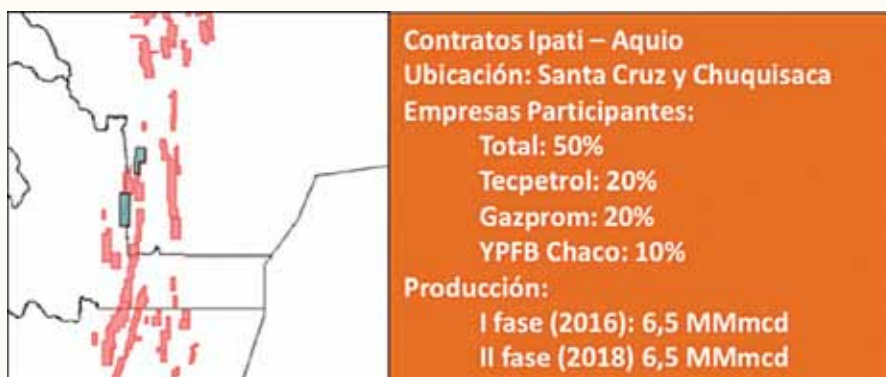 Contratos Ipati – Aquio
Ubicación: Santa Cruz y Chuquisaca
Empresas Participantes:
Total: 50%
Tecpetrol: 20%
Gazprom: 20%
YPFB Chaco: 10%
Producción:
I fase (2016): 6,5 MMmcd
II fase (2018) 6,5 MMmcd